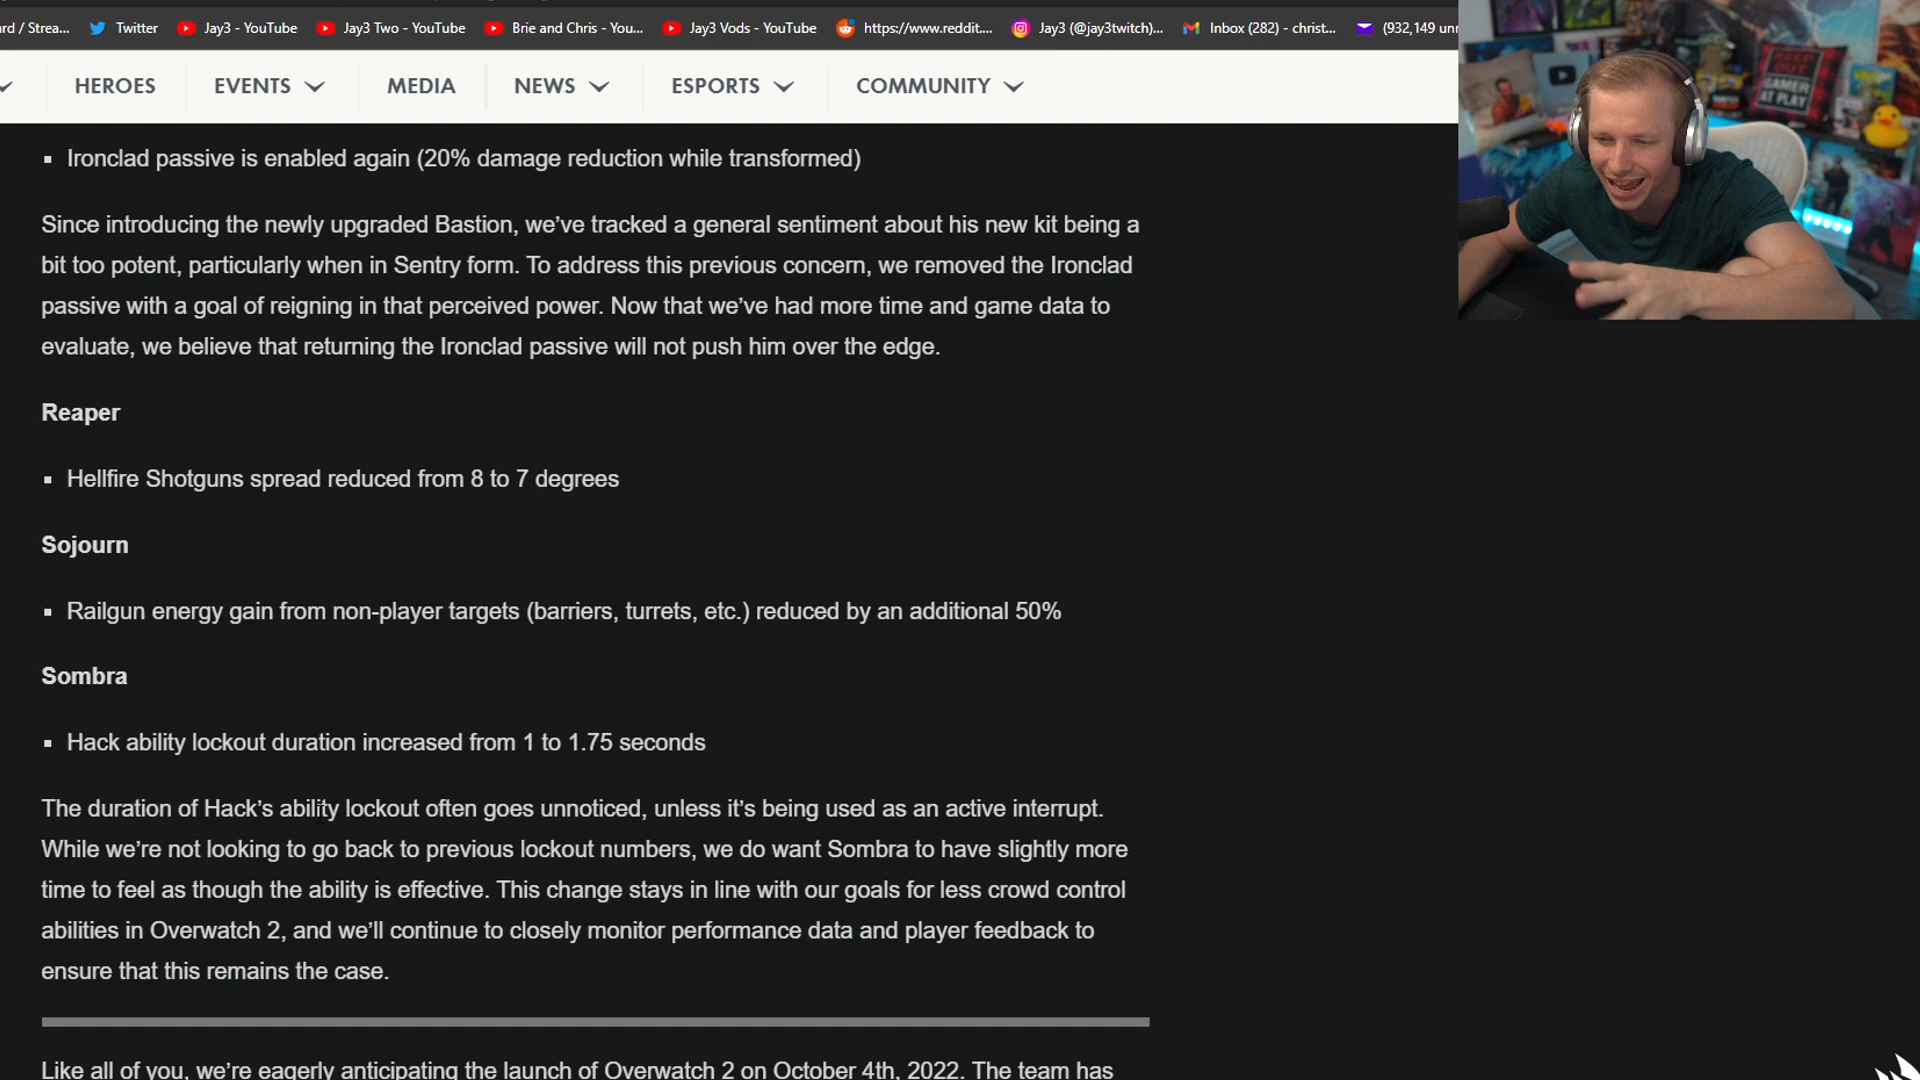 ard / Strea...
Twitter
Jay3 - YouTube
Jay3 Two - YouTube
Brie and Chris - You...
Jay3 Vods - YouTube
https://www.reddit....
Jay3 (@jay3twitch)...
Inbox (282) - christ...
(932,149 unr
HEROES
EVENTS
MEDIA
NEWS
ESPORTS
COMMUNITY
KEEP OUT
GAMER
AT PLAY
▪ Ironclad passive is enabled again (20% damage reduction while transformed)
Since introducing the newly upgraded Bastion, we’ve tracked a general sentiment about his new kit being a
bit too potent, particularly when in Sentry form. To address this previous concern, we removed the Ironclad
passive with a goal of reigning in that perceived power. Now that we’ve had more time and game data to
evaluate, we believe that returning the Ironclad passive will not push him over the edge.
Reaper
▪ Hellfire Shotguns spread reduced from 8 to 7 degrees
Sojourn
▪ Railgun energy gain from non-player targets (barriers, turrets, etc.) reduced by an additional 50%
Sombra
▪ Hack ability lockout duration increased from 1 to 1.75 seconds
The duration of Hack’s ability lockout often goes unnoticed, unless it’s being used as an active interrupt.
While we’re not looking to go back to previous lockout numbers, we do want Sombra to have slightly more
time to feel as though the ability is effective. This change stays in line with our goals for less crowd control
abilities in Overwatch 2, and we’ll continue to closely monitor performance data and player feedback to
ensure that this remains the case.
Like all of you, we’re eagerly anticipating the launch of Overwatch 2 on October 4th, 2022. The team has